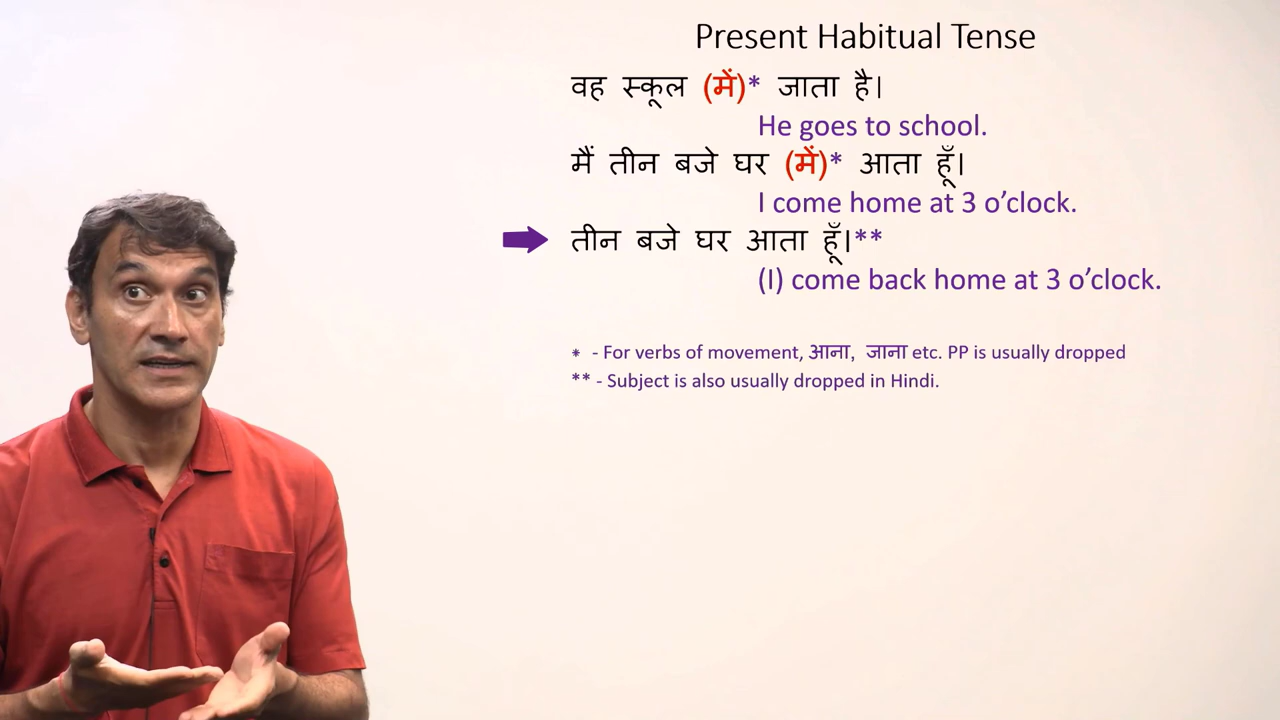 Present Habitual Tense
वह स्कूल (में)* जाता है।
He goes to school.
मैं तीन बजे घर (में)* आता हूँ।
I come home at 3 o’clock.
तीन बजे घर आता हूँ।**
(I) come back home at 3 o’clock.
* - For verbs of movement, आना, जाना etc. PP is usually dropped
** - Subject is also usually dropped in Hindi.